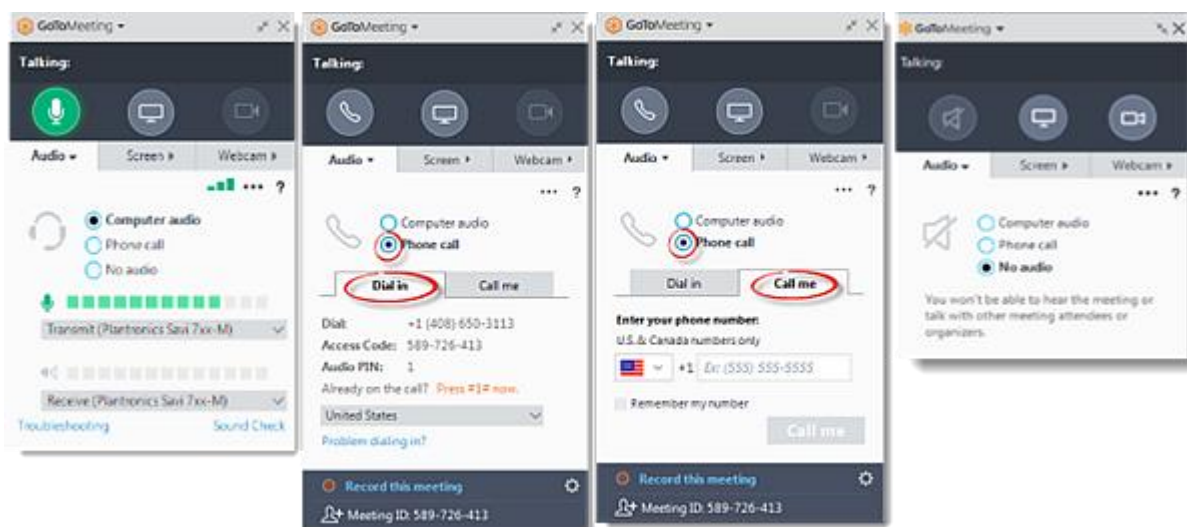 GoToMeeting
Talking:
Audio Screen Webcam
... ?
Computer audio
Phone call
No audio
Transmit (Plantronics Savi 7xx-M)
Receive (Plantronics Savi 7xx-M)
Troubleshooting Sound Check
GoToMeeting
Talking:
Audio Screen Webcam
... ?
Computer audio
Phone call
Dial in Call me
Dial: +1 (408) 650-3113
Access Code: 589-726-413
Audio PIN: 1
Already on the call? Press #1# now.
United States
Problem dialing in?
Record this meeting
Meeting ID: 589-726-413
GoToMeeting
Talking:
Audio Screen Webcam
... ?
Computer audio
Phone call
Dial in Call me
Enter your phone number:
U.S. & Canada numbers only
+1 Ex: (555) 555-5555
Remember my number
Call me
Record this meeting
Meeting ID: 589-726-413
GoToMeeting
Talking:
Audio Screen Webcam
... ?
Computer audio
Phone call
No audio
You won't be able to hear the meeting or
talk with other meeting attendees or
organizers.